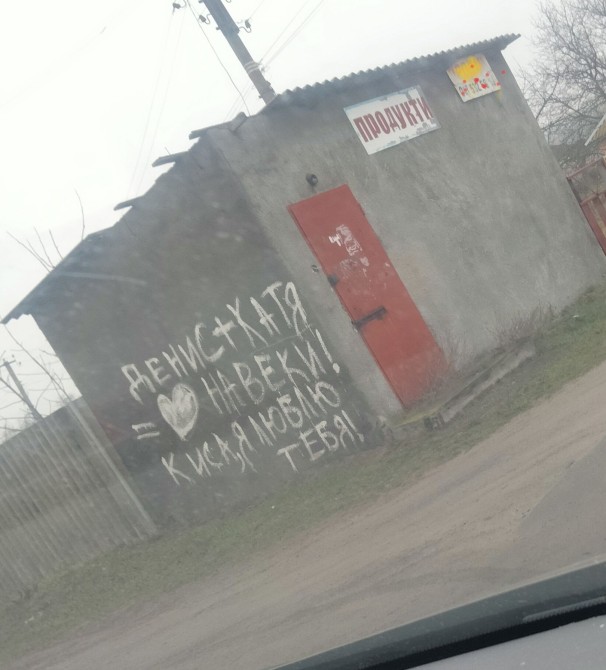 ПРОДУКТИ
ДЕНИС+КАТЯ
=♥ НАВЕКИ!
КИСА,Я ЛЮБЛЮ
ТЕБЯ!